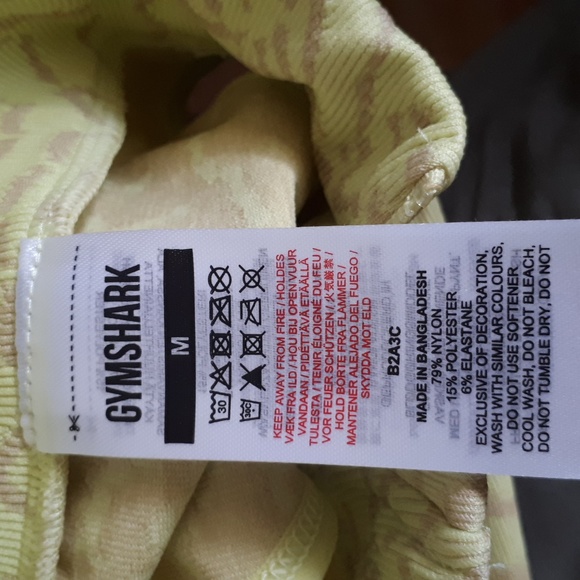 GYMSHARK
M
30
30C
KEEP AWAY FROM FIRE / HOLDES
VÆK FRA ILD / HOU BIJ OPEN VUUR
VANDAAN / PIDETTÄVÄ ETÄÄLLÄ
TULESTA / TENIR ÉLOIGNÉ DU FEU /
VOR FEUER SCHÜTZEN / 火気厳禁 /
HOLD BORTE FRA FLAMMER /
MANTENER ALEJADO DEL FUEGO /
SKYDDA MOT ELD
B2A3C
MADE IN BANGLADESH
79% NYLON
15% POLYESTER
6% ELASTANE
EXCLUSIVE OF DECORATION,
WASH WITH SIMILAR COLOURS,
DO NOT USE SOFTENER
COOL WASH, DO NOT BLEACH,
DO NOT TUMBLE DRY, DO NOT